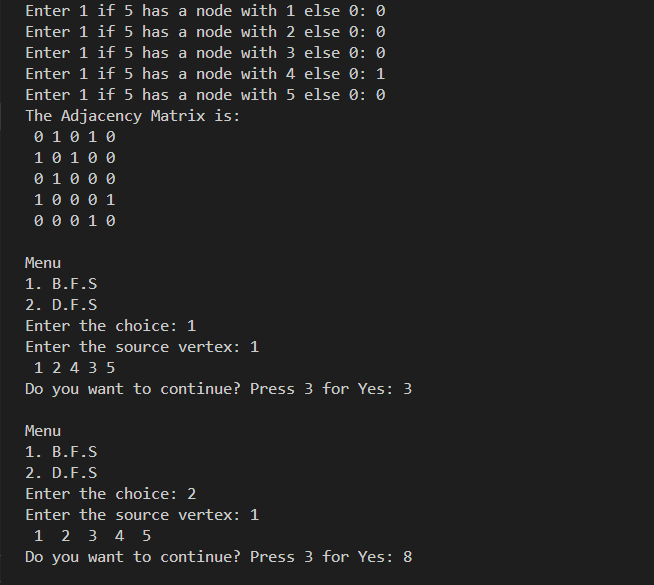 Enter 1 if 5 has a node with 1 else 0: 0
Enter 1 if 5 has a node with 2 else 0: 0
Enter 1 if 5 has a node with 3 else 0: 0
Enter 1 if 5 has a node with 4 else 0: 1
Enter 1 if 5 has a node with 5 else 0: 0
The Adjacency Matrix is:
 0 1 0 1 0
 1 0 1 0 0
 0 1 0 0 0
 1 0 0 0 1
 0 0 0 1 0

Menu
1. B.F.S
2. D.F.S
Enter the choice: 1
Enter the source vertex: 1
 1 2 4 3 5
Do you want to continue? Press 3 for Yes: 3

Menu
1. B.F.S
2. D.F.S
Enter the choice: 2
Enter the source vertex: 1
 1  2  3  4  5
Do you want to continue? Press 3 for Yes: 8